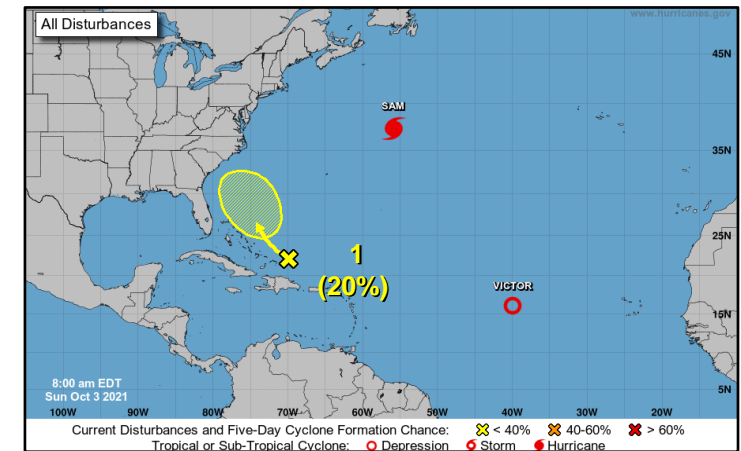 All Disturbances
www.hurricanes.gov
45N
SAM
35N
25N
1
(20%)
VICTOR
15N
8:00 am EDT
Sun Oct 3 2021
5N
100W 90W 80W 70W 60W 50W 40W 30W 20W
Current Disturbances and Five-Day Cyclone Formation Chance: < 40% 40-60% > 60%
Tropical or Sub-Tropical Cyclone: Depression Storm Hurricane